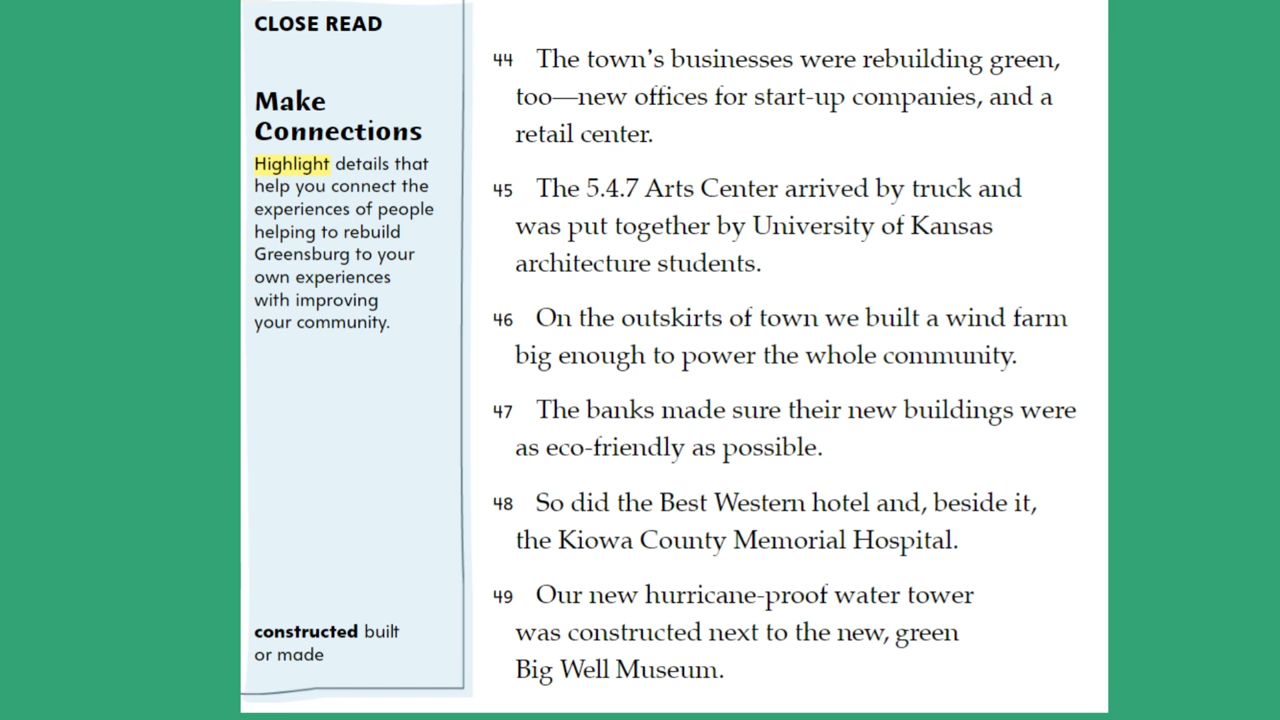 CLOSE READ
Make
Connections
Highlight details that
help you connect the
experiences of people
helping to rebuild
Greensburg to your
own experiences
with improving
your community.
constructed built
or made
44 The town's businesses were rebuilding green,
too—new offices for start-up companies, and a
retail center.
45 The 5.4.7 Arts Center arrived by truck and
was put together by University of Kansas
architecture students.
46 On the outskirts of town we built a wind farm
big enough to power the whole community.
47 The banks made sure their new buildings were
as eco-friendly as possible.
48 So did the Best Western hotel and, beside it,
the Kiowa County Memorial Hospital.
49 Our new hurricane-proof water tower
was constructed next to the new, green
Big Well Museum.